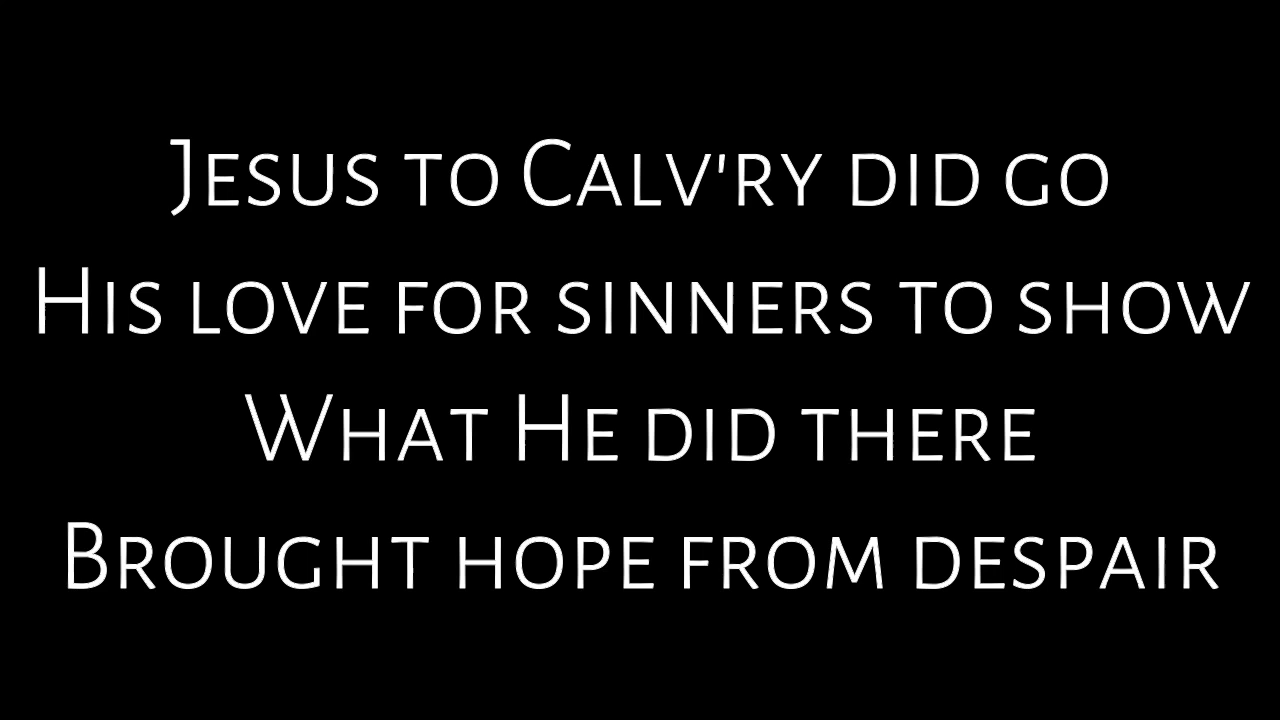 Jesus to Calv'ry did go
His love for sinners to show
What He did there
Brought hope from despair